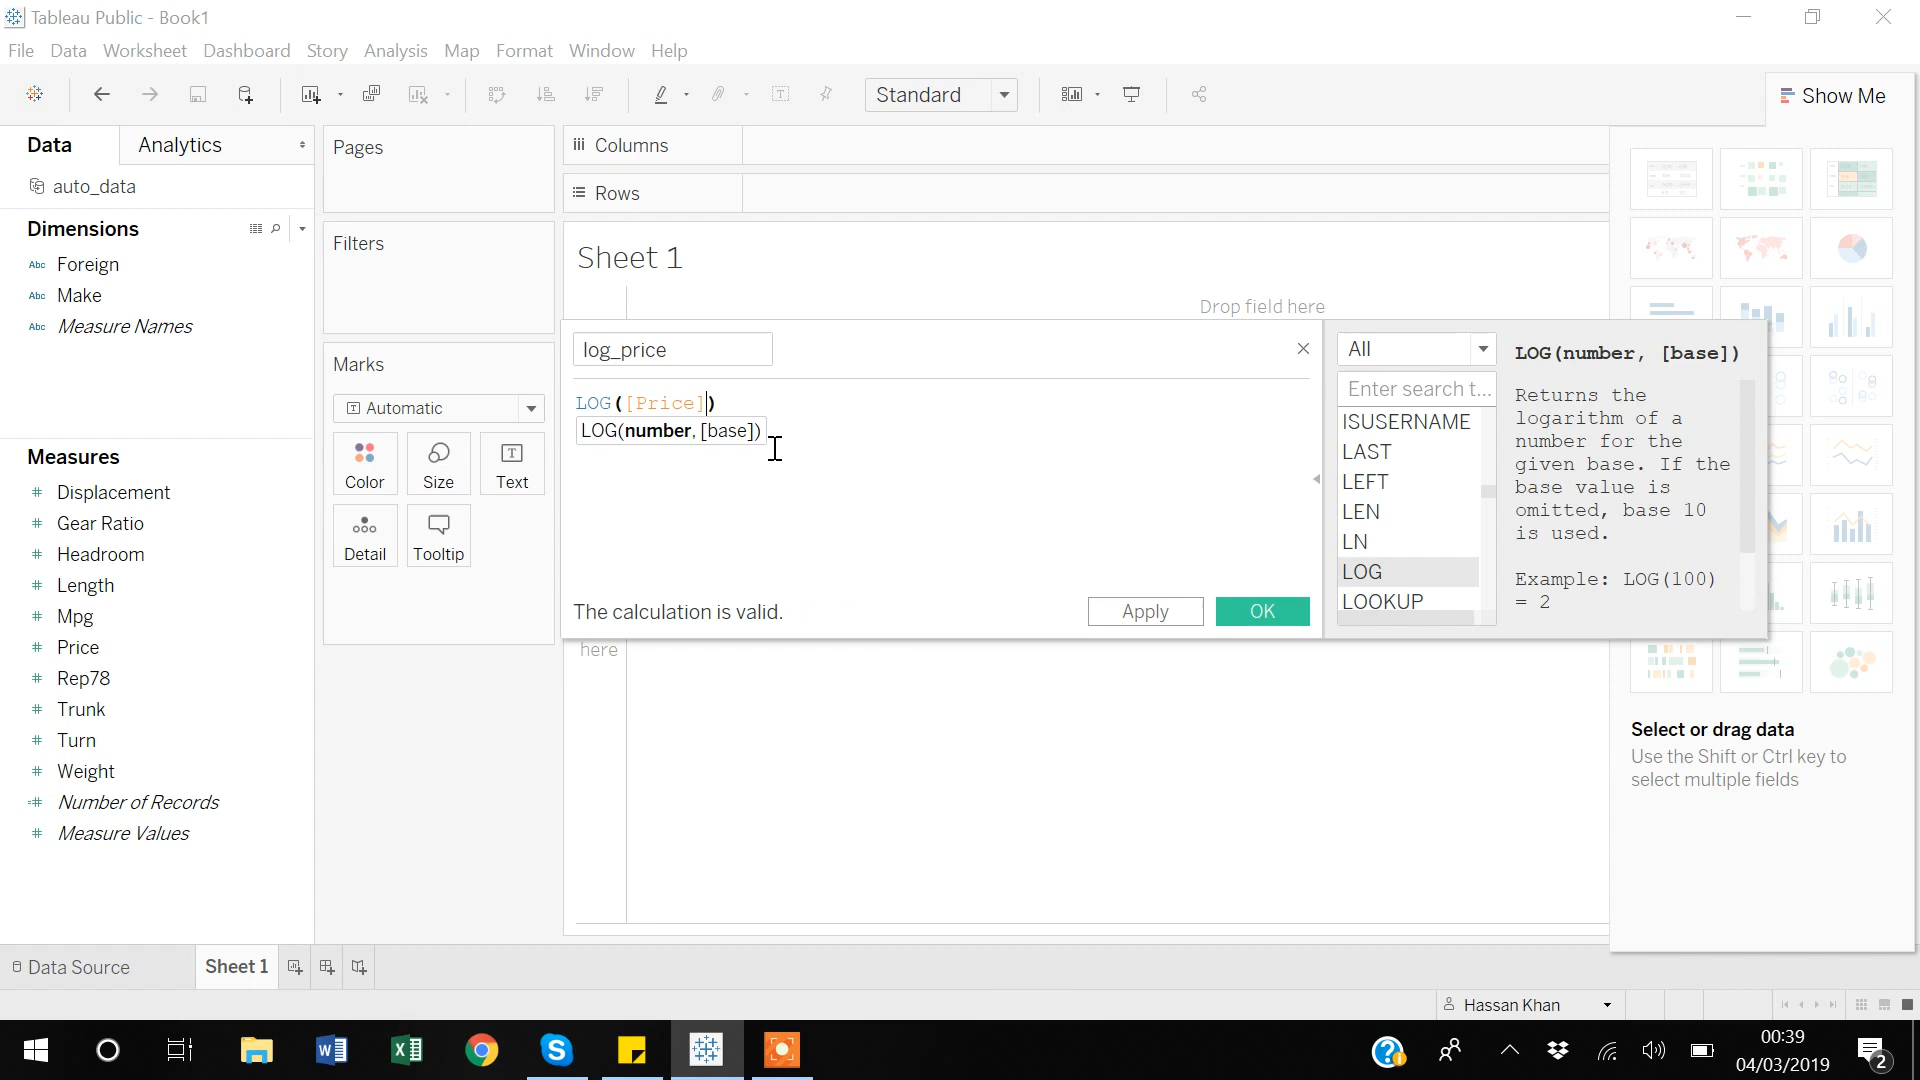 Tableau Public - Book1
File Data Worksheet Dashboard Story Analysis Map Format Window Help
Standard
Show Me
Data Analytics
auto_data
Dimensions
Abc Foreign
Abc Make
Abc Measure Names
Measures
# Displacement
# Gear Ratio
# Headroom
# Length
# Mpg
# Price
# Rep78
# Trunk
# Turn
# Weight
=# Number of Records
# Measure Values
Pages
Filters
Marks
Automatic
Color Size Text
Detail Tooltip
Columns
Rows
Sheet 1
Drop field here
log_price
LOG([Price])
LOG(number, [base])
The calculation is valid.
Apply OK
here
All
Enter search t...
ISUSERNAME
LAST
LEFT
LEN
LN
LOG
LOOKUP
LOG(number, [base])
Returns the
logarithm of a
number for the
given base. If the
base value is
omitted, base 10
is used.
Example: LOG(100)
= 2
Select or drag data
Use the Shift or Ctrl key to
select multiple fields
Data Source Sheet 1
Hassan Khan
00:39
04/03/2019
2